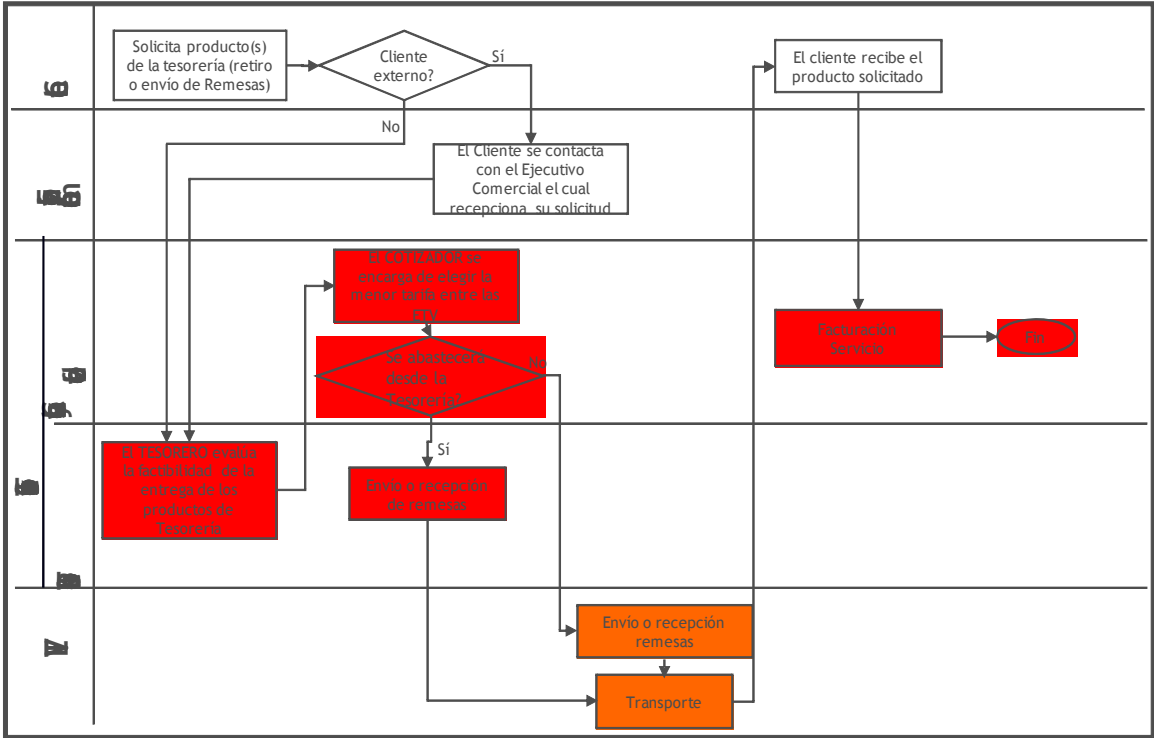 Solicita producto(s)
de la tesorería (retiro
o envío de Remesas)
Cliente
externo?
Sí
No
El cliente recibe el
producto solicitado
El Cliente se contacta
con el Ejecutivo
Comercial el cual
recepciona su solicitud
El COTIZADOR se
encarga de elegir la
menor tarifa entre las
ETV
Se abastecerá
desde la
Tesorería?
No
Sí
Facturación
Servicio
Fin
El TESORERO evalúa
la factibilidad de la
entrega de los
productos de
Tesorería
Envío o recepción
de remesas
Envío o recepción
remesas
Transporte